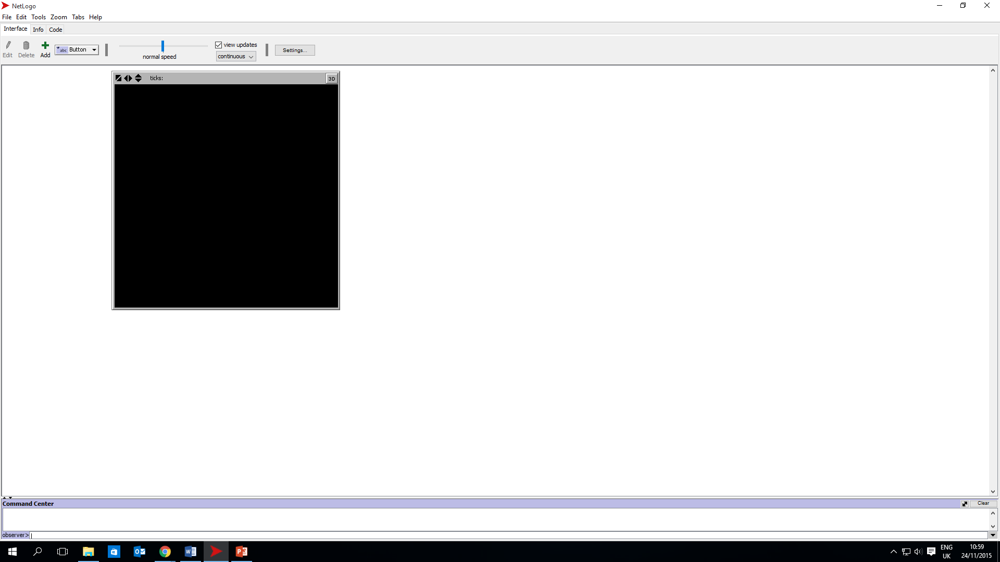 NetLogo
File Edit Tools Zoom Tabs Help
Interface Info Code
Edit Delete Add abc Button normal speed view updates continuous Settings...
ticks: 3D
Command Center Clear
observer>
ENG 10:59
UK 24/11/2015